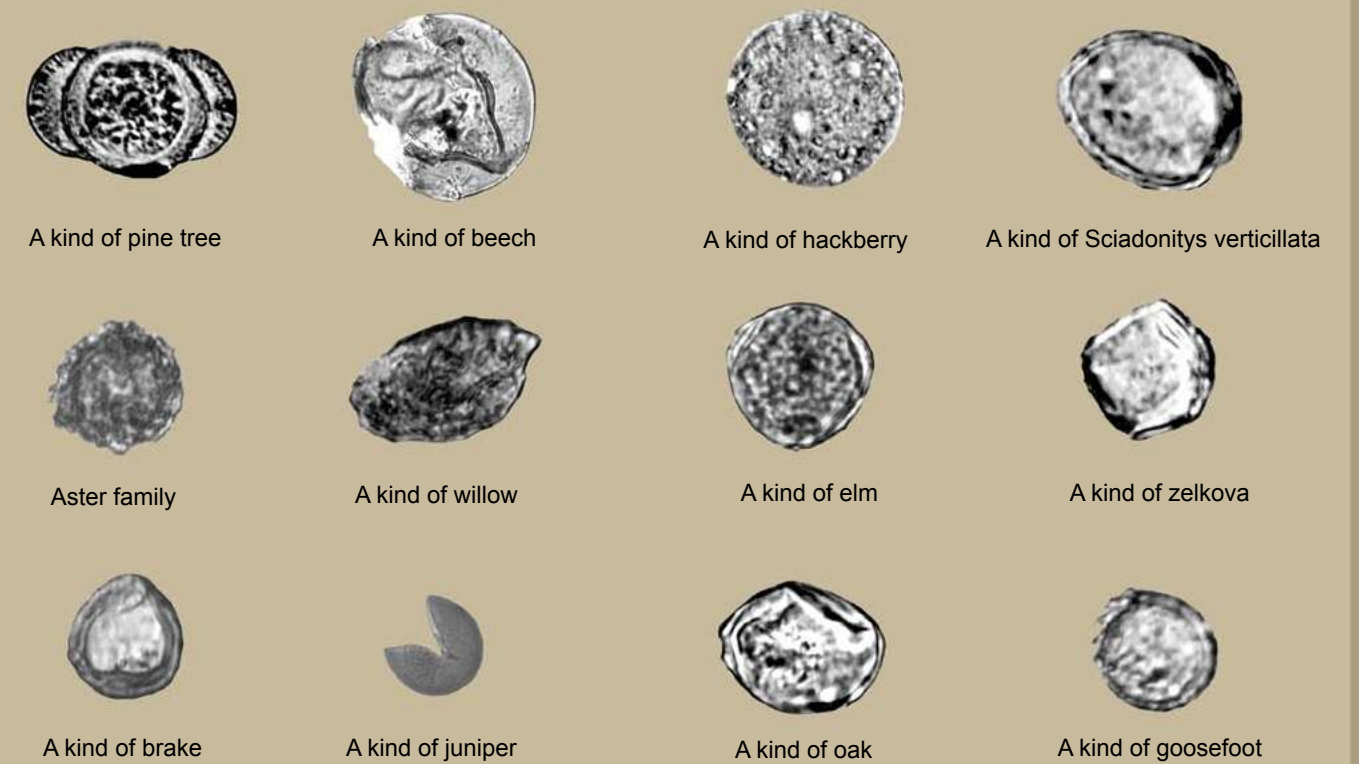 A kind of pine tree
A kind of beech
A kind of hackberry
A kind of Sciadonitys verticillata
Aster family
A kind of willow
A kind of elm
A kind of zelkova
A kind of brake
A kind of juniper
A kind of oak
A kind of goosefoot